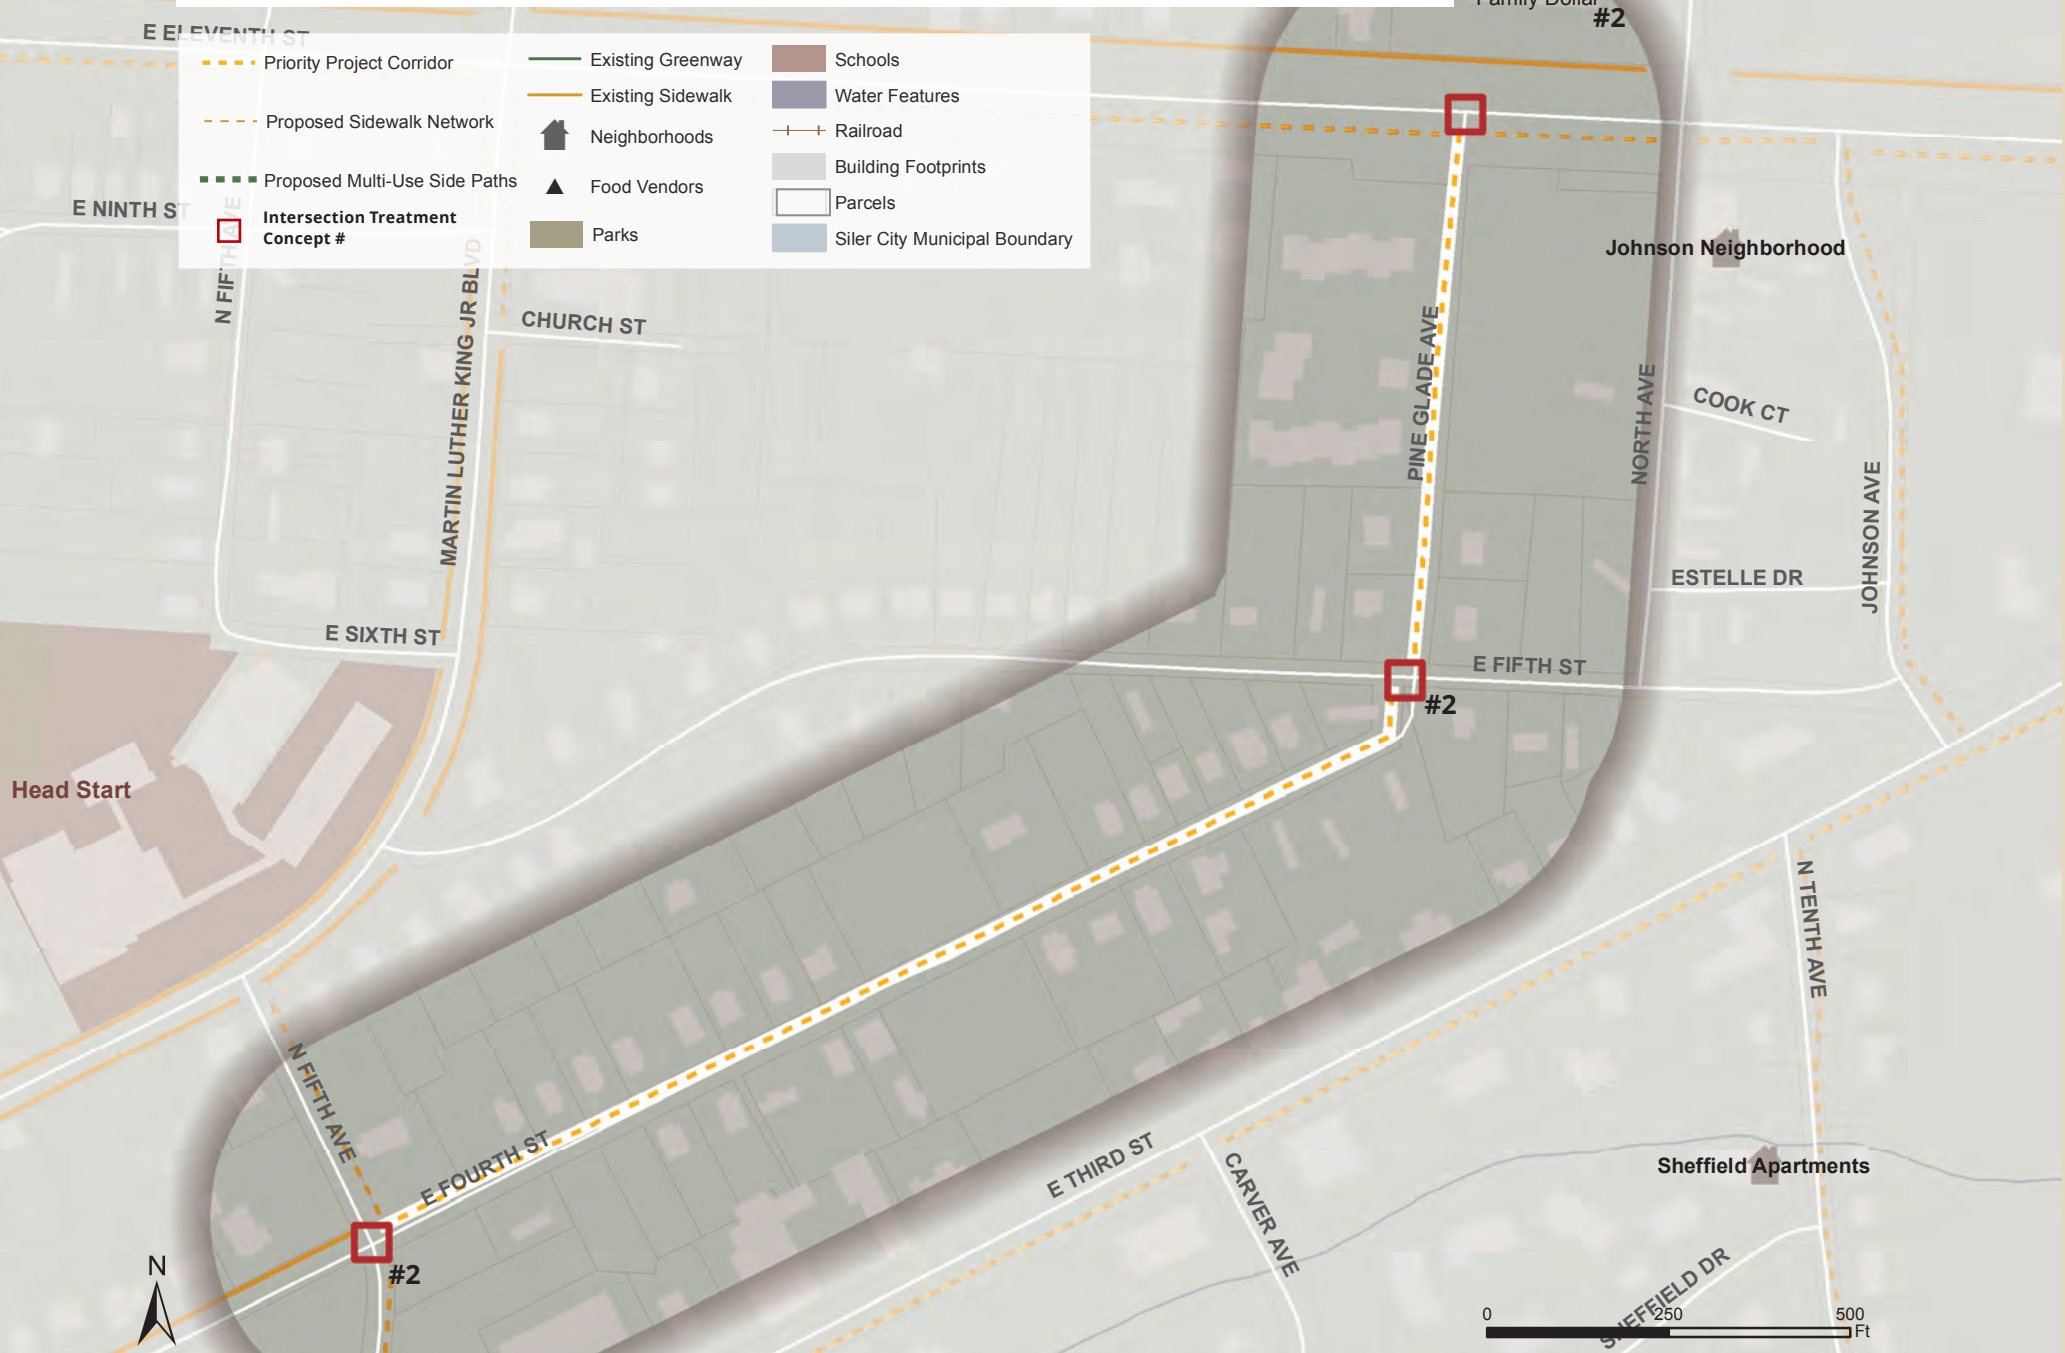 Family Dollar
#2
E ELEVENTH ST
Priority Project Corridor
Proposed Sidewalk Network
Proposed Multi-Use Side Paths
Intersection Treatment
Concept #
Existing Greenway
Existing Sidewalk
Neighborhoods
Food Vendors
Parks
Schools
Water Features
Railroad
Building Footprints
Parcels
Siler City Municipal Boundary
E NINTH ST
N FIFTH AVE
MARTIN LUTHER KING JR BLVD
CHURCH ST
Johnson Neighborhood
PINE GLADE AVE
NORTH AVE
COOK CT
JOHNSON AVE
ESTELLE DR
E SIXTH ST
E FIFTH ST
#2
Head Start
N TENTH AVE
N FIFTH AVE
E FOURTH ST
E THIRD ST
CARVER AVE
Sheffield Apartments
SHEFFIELD DR
#2
N
0 250 500
Ft